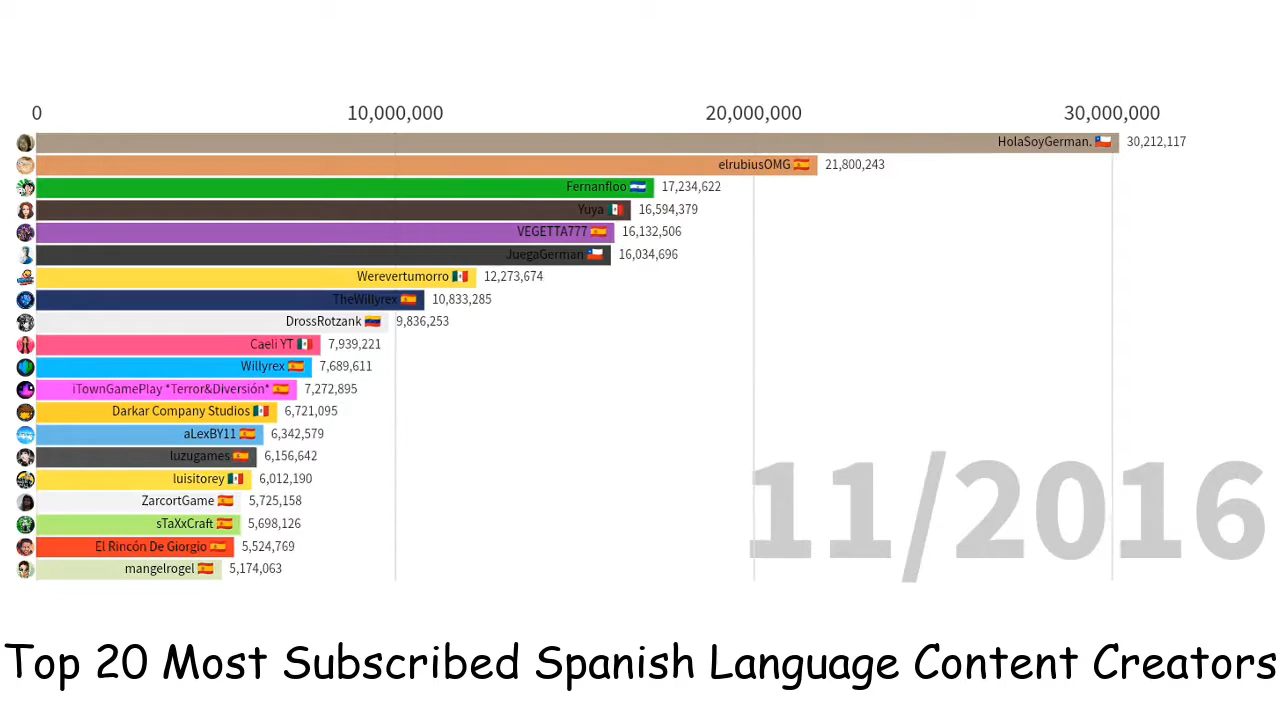 0 10,000,000 20,000,000 30,000,000
HolaSoyGerman. 30,212,117
elrubiusOMG 21,800,243
Fernanfloo 17,234,622
Yuya 16,594,379
VEGETTA777 16,132,506
JuegaGerman 16,034,696
Werevertumorro 12,273,674
TheWillyrex 10,833,285
DrossRotzank 9,836,253
Caeli YT 7,939,221
Willyrex 7,689,611
iTownGamePlay *Terror&Diversión* 7,272,895
Darkar Company Studios 6,721,095
aLexBY11 6,342,579
luzugames 6,156,642
luisitorey 6,012,190
ZarcortGame 5,725,158
sTaXxCraft 5,698,126
El Rincón De Giorgio 5,524,769
mangelrogel 5,174,063
11/2016
Top 20 Most Subscribed Spanish Language Content Creators